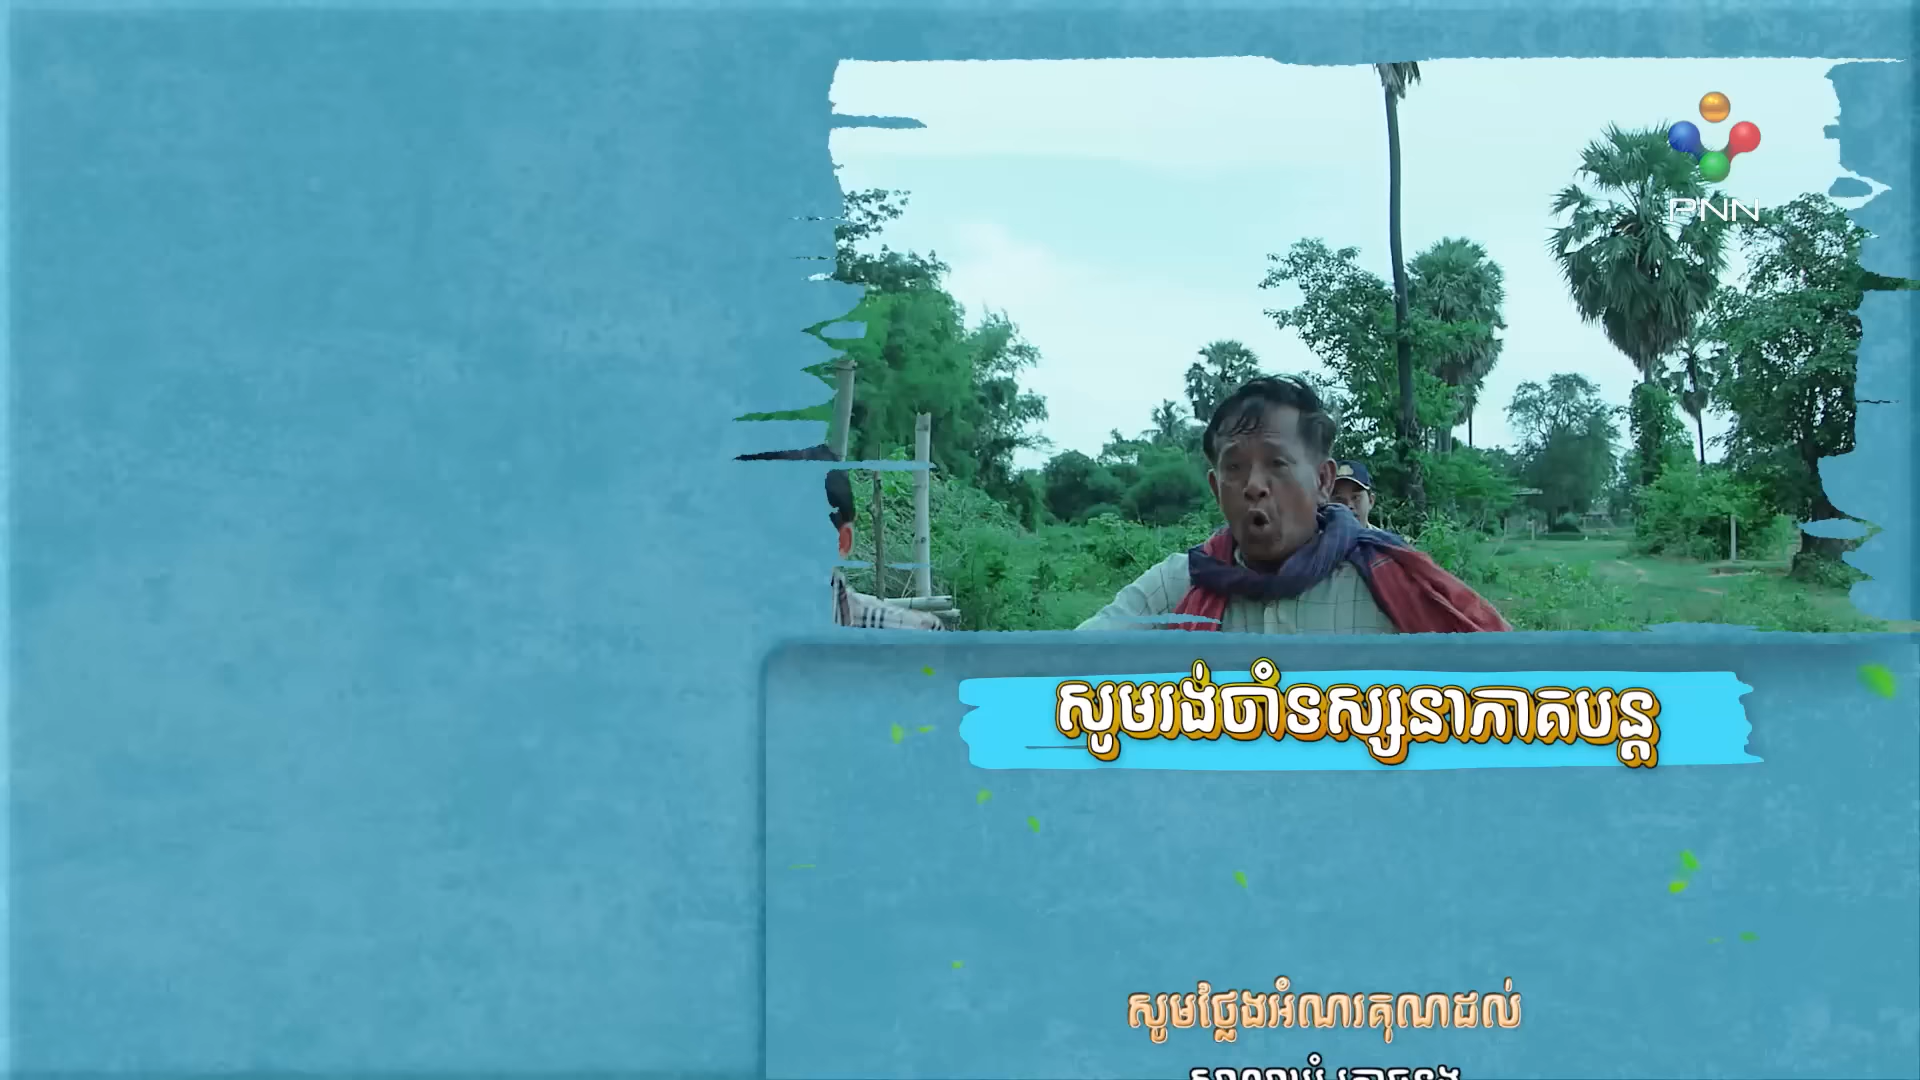 PNN
សូមរង់ចាំទស្សនាភាគបន្ត
សូមថ្លែងអំណរគុណដល់